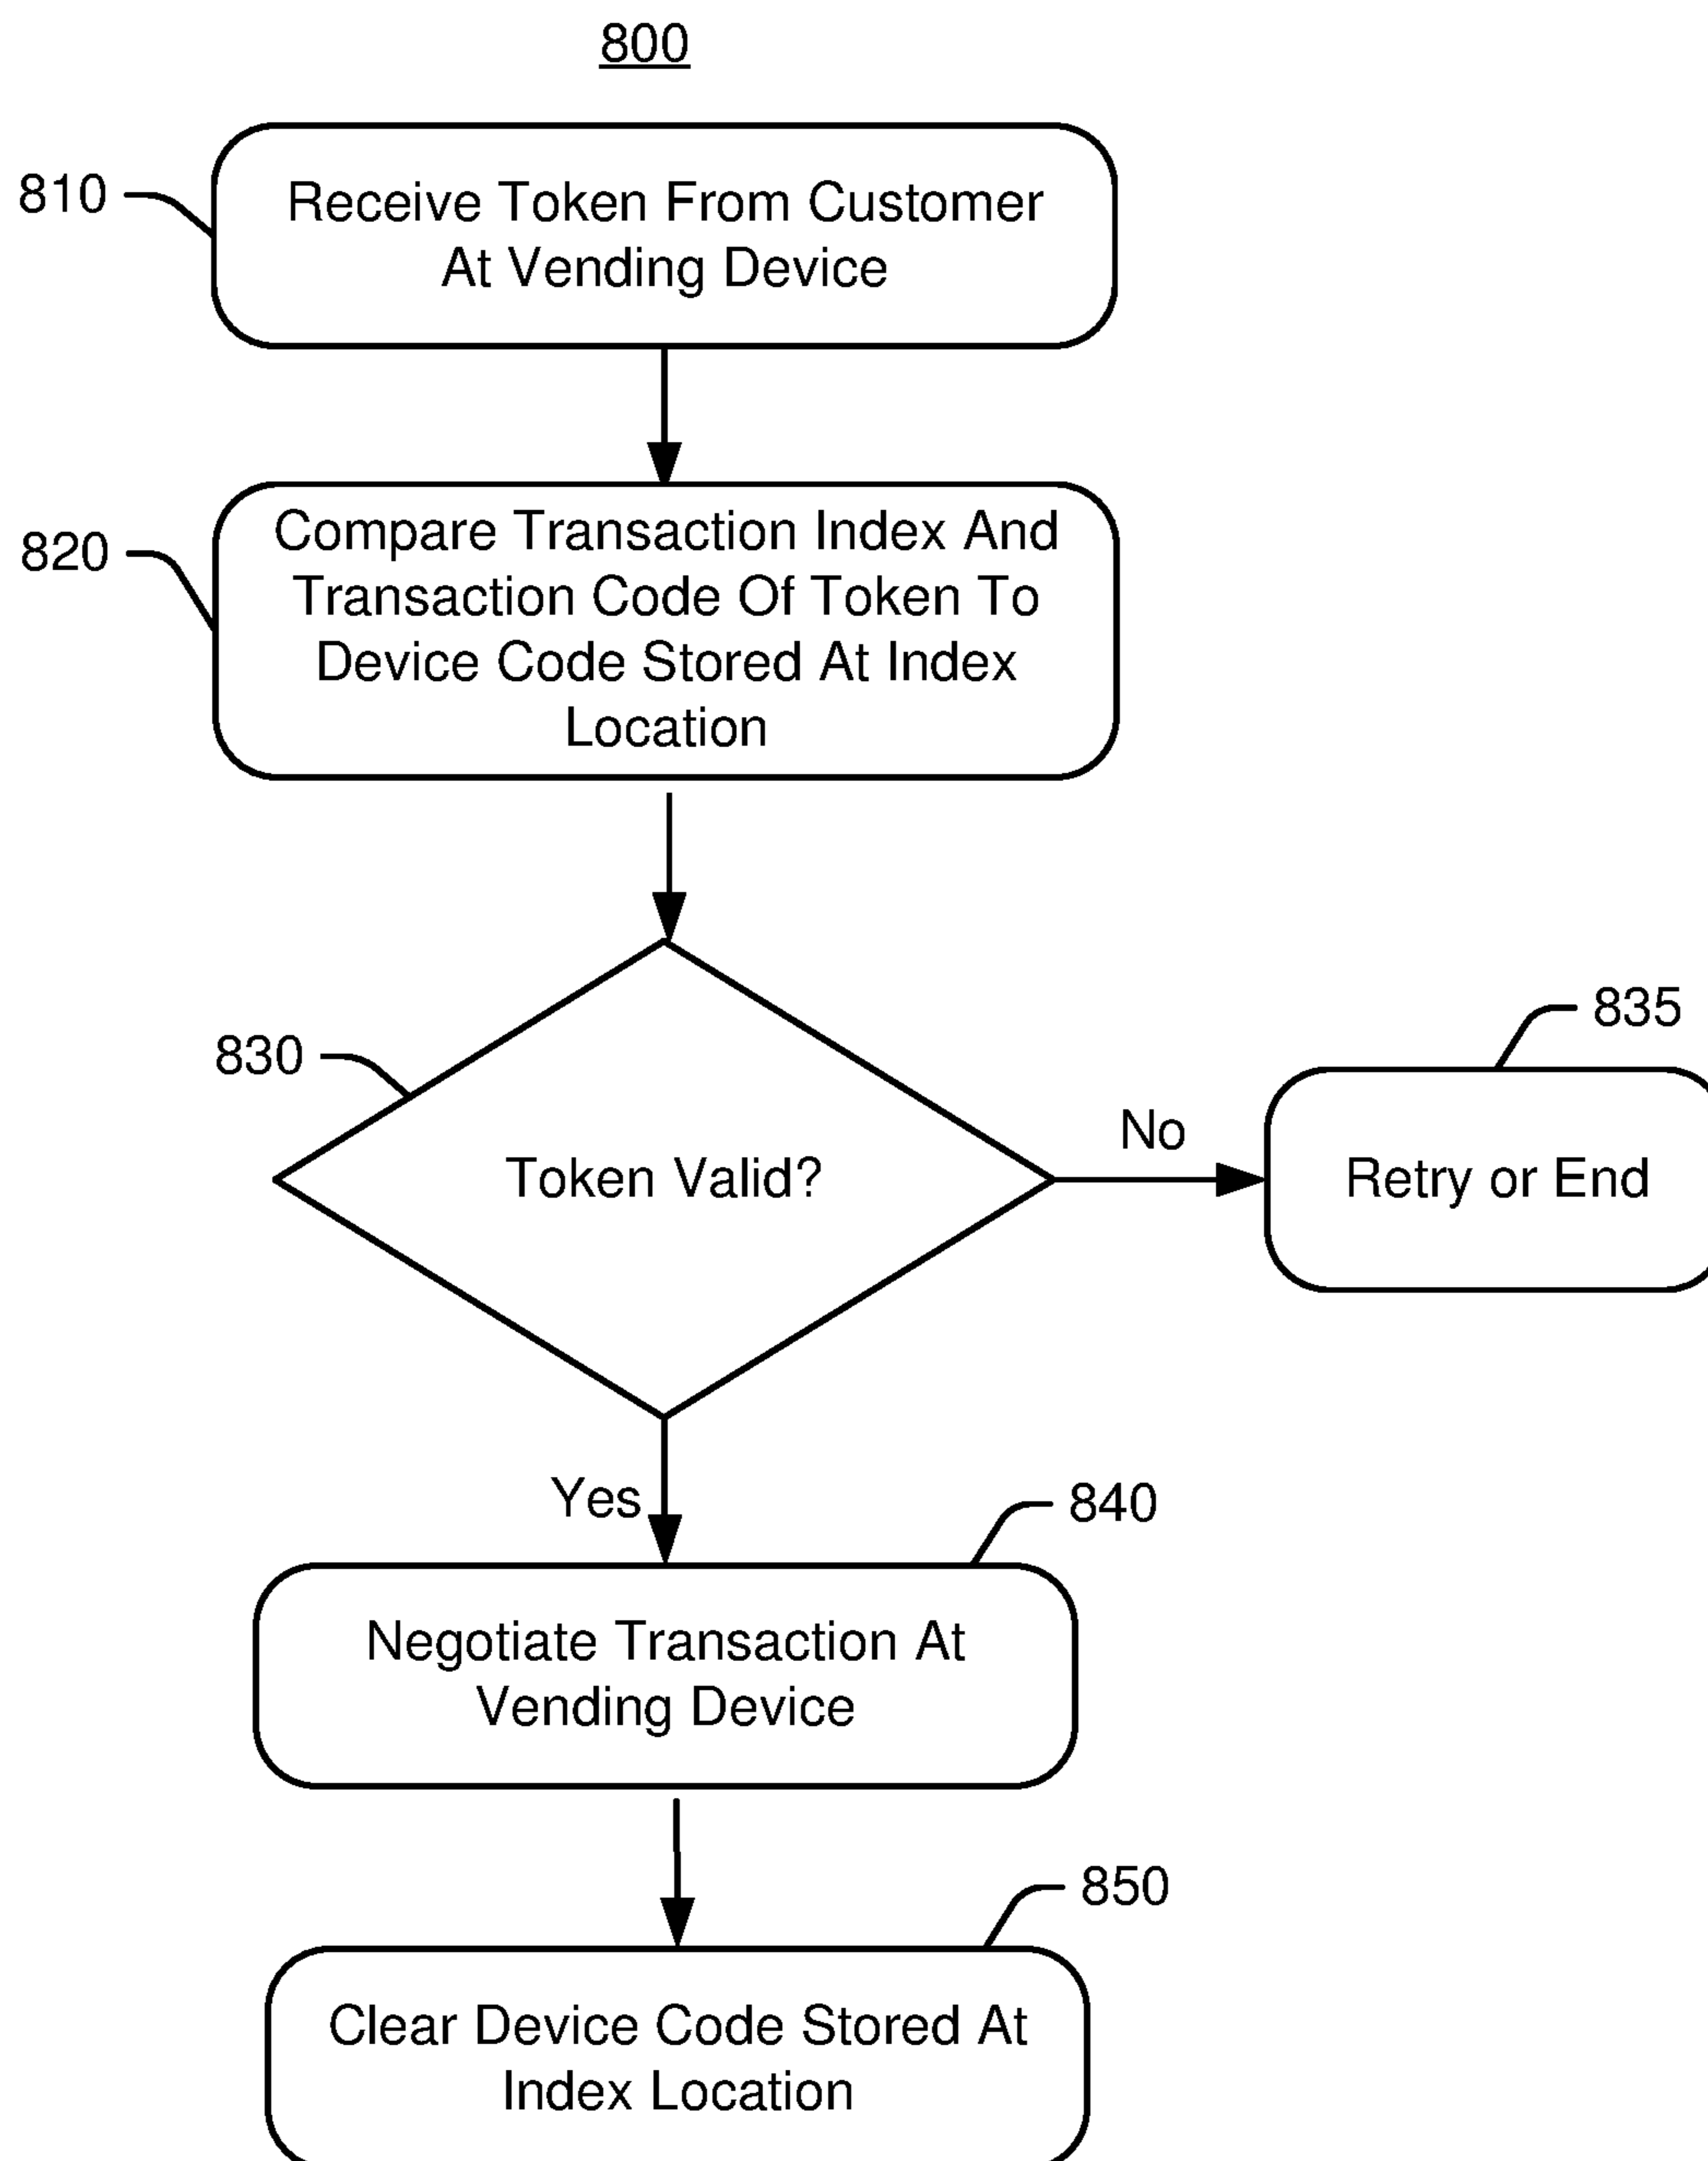 800
810
Receive Token From Customer
At Vending Device
820
Compare Transaction Index And
Transaction Code Of Token To
Device Code Stored At Index
Location
830
Token Valid?
No
835
Retry or End
Yes
840
Negotiate Transaction At
Vending Device
850
Clear Device Code Stored At
Index Location